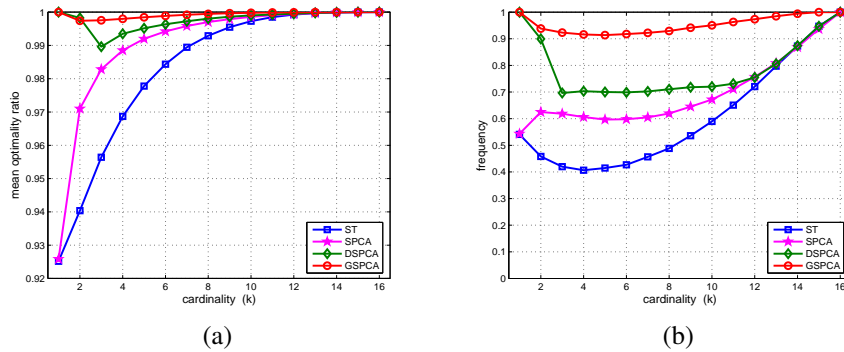 mean optimality ratio
1
0.99
0.98
0.97
0.96
0.95
0.94
0.93
0.92
2 4 6 8 10 12 14 16
cardinality (k)
ST
SPCA
DSPCA
GSPCA
(a)
frequency
1
0.9
0.8
0.7
0.6
0.5
0.4
0.3
0.2
0.1
0
2 4 6 8 10 12 14 16
cardinality (k)
ST
SPCA
DSPCA
GSPCA
(b)